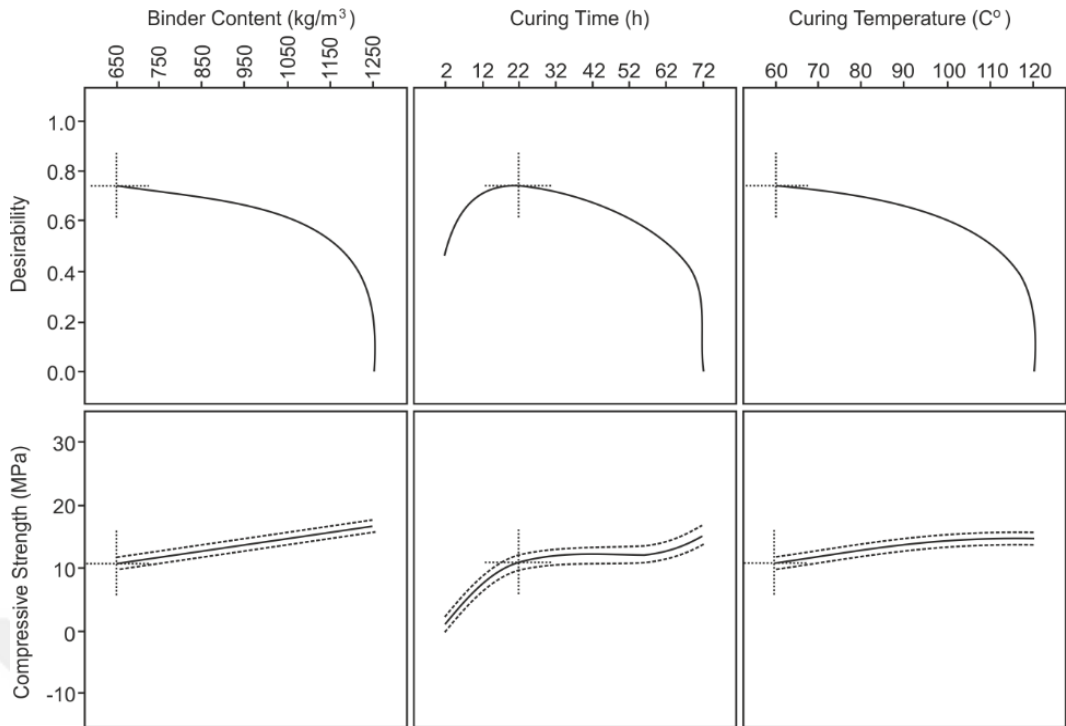 Binder Content (kg/m³) Curing Time (h) Curing Temperature (Cº)
650 750 850 950 1050 1150 1250 2 12 22 32 42 52 62 72 60 70 80 90 100 110 120
Desirability
1.0
0.8
0.6
0.4
0.2
0.0
Compressive Strength (MPa)
30
20
10
0
-10